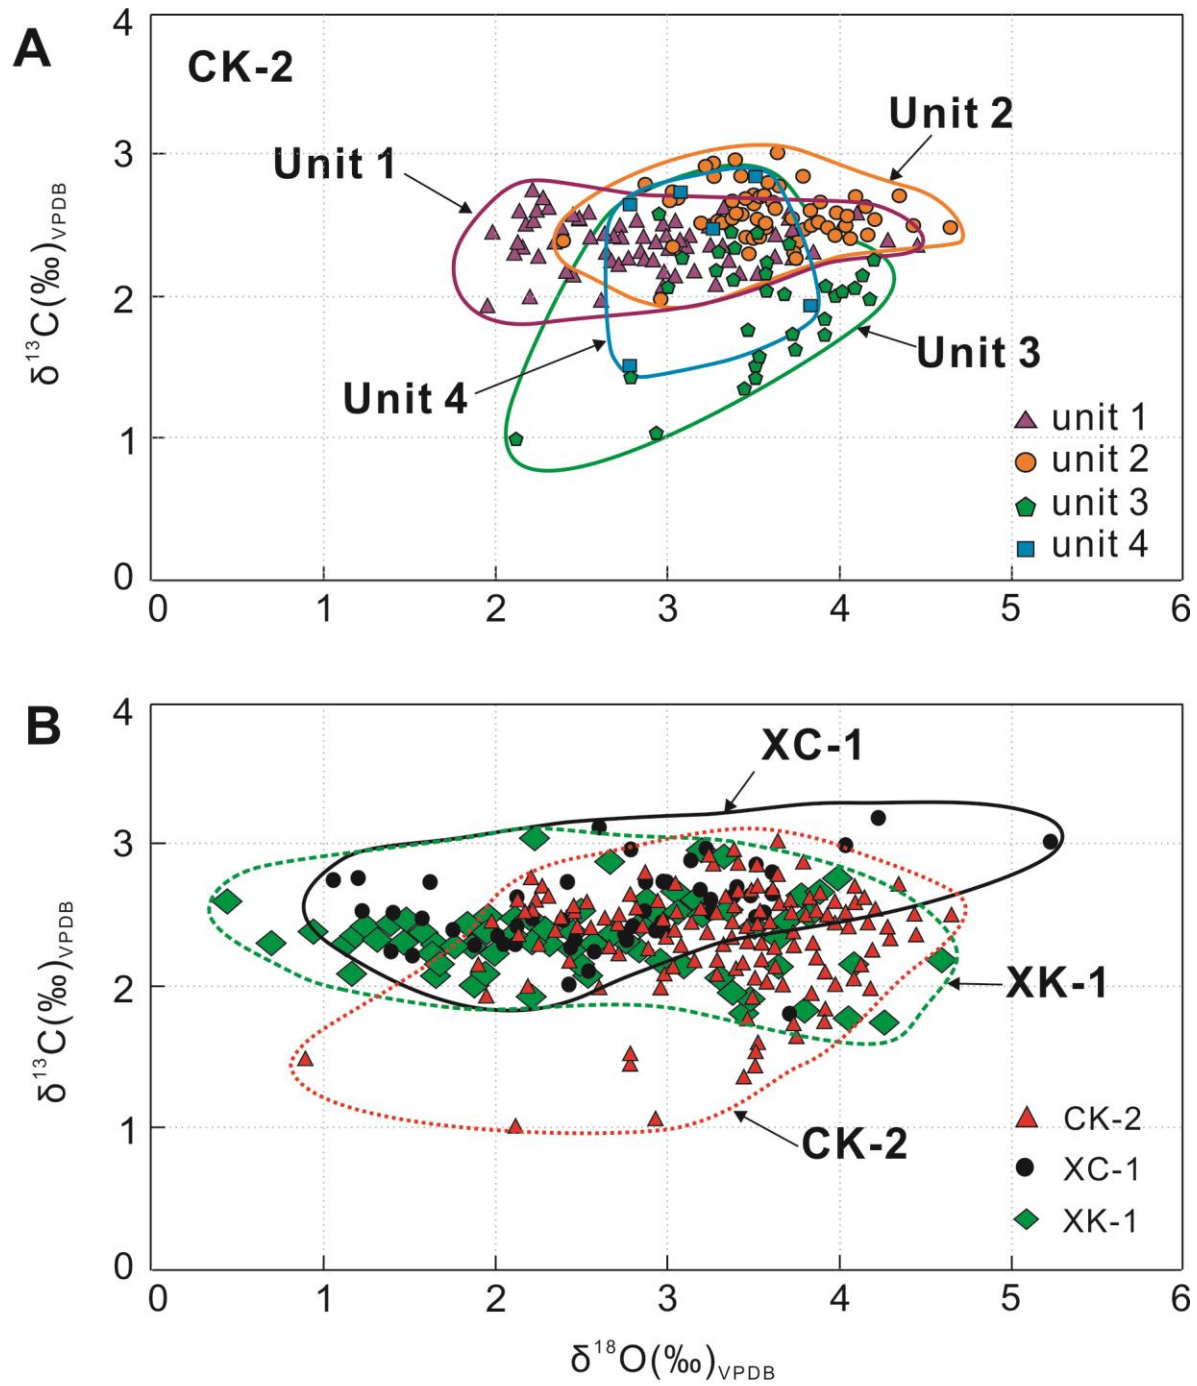 A
CK-2
Unit 1
Unit 2
Unit 3
Unit 4
unit 1
unit 2
unit 3
unit 4
δ¹³C(‰)VPDB
4
3
2
1
0
0 1 2 3 4 5 6
B
XC-1
XK-1
CK-2
CK-2
XC-1
XK-1
δ¹³C(‰)VPDB
4
3
2
1
0
0 1 2 3 4 5 6
δ¹⁸O(‰)VPDB